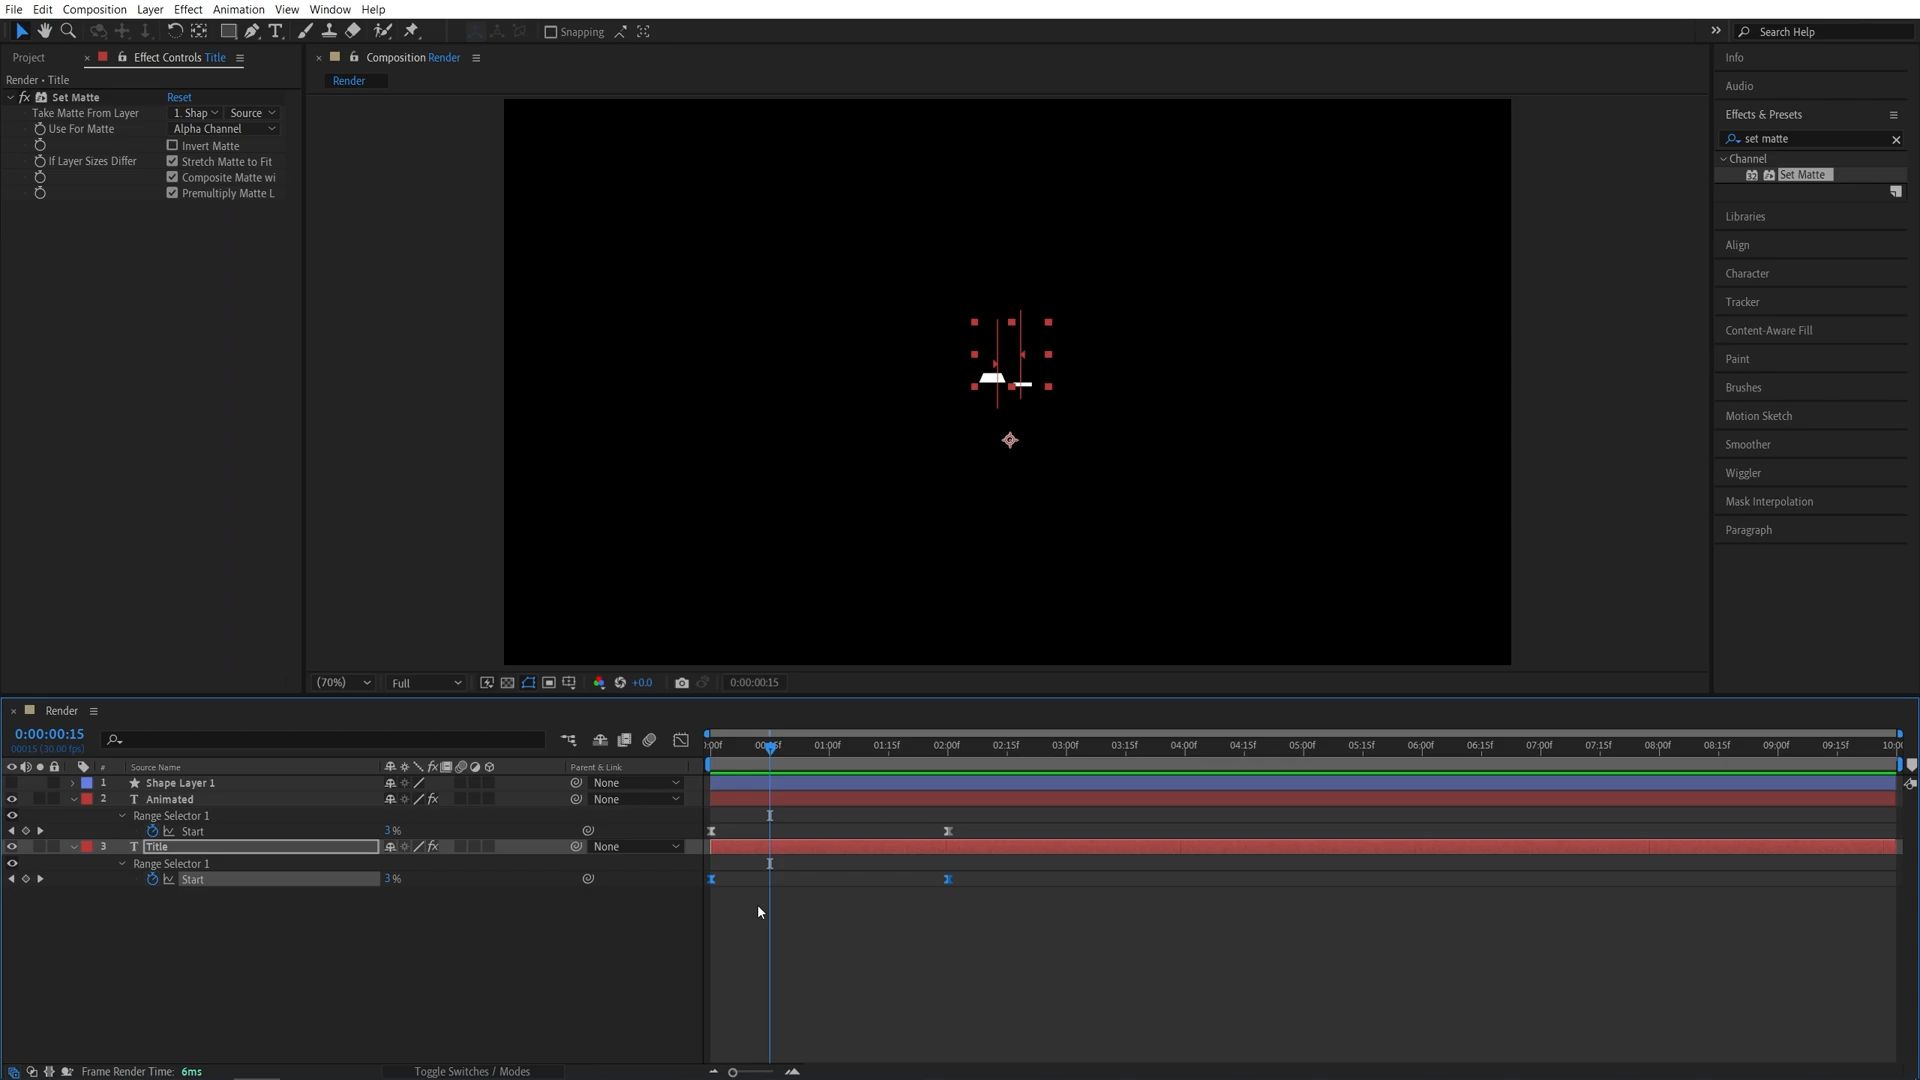 File Edit Composition Layer Effect Animation View Window Help
Snapping
Search Help
Project
Effect Controls Title
Composition Render
Info
Render • Title
Render
Audio
fx Set Matte Reset
Take Matte From Layer 1. Shap Source
Use For Matte Alpha Channel
Invert Matte
If Layer Sizes Differ Stretch Matte to Fit
Composite Matte wi
Premultiply Matte L
Effects & Presets
set matte
Channel
32 Set Matte
Libraries
Align
Character
Tracker
Content-Aware Fill
Paint
Brushes
Motion Sketch
Smoother
Wiggler
Mask Interpolation
Paragraph
(70%) Full +0.0 0:00:00:15
Render
0:00:00:15
00015 (30.00 fps)
):00f 00:15f 01:00f 01:15f 02:00f 02:15f 03:00f 03:15f 04:00f 04:15f 05:00f 05:15f 06:00f 06:15f 07:00f 07:15f 08:00f 08:15f 09:00f 09:15f 10:0(
# Source Name fx Parent & Link
1 Shape Layer 1 None
2 T Animated fx None
Range Selector 1
Start 3%
3 T Title fx None
Range Selector 1
Start 3%
Frame Render Time: 6ms
Toggle Switches / Modes